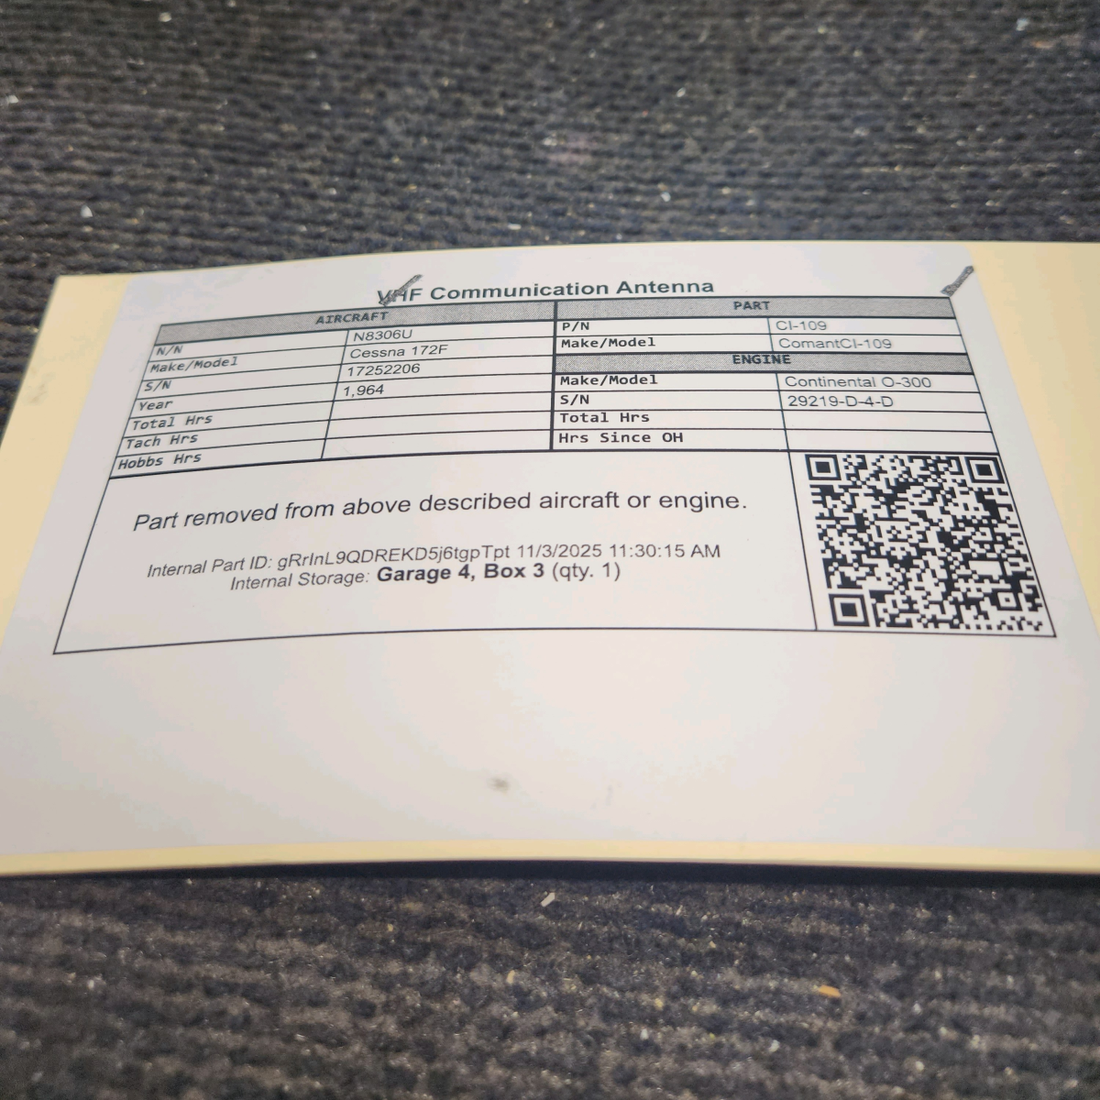 VHF Communication Antenna
AIRCRAFT
N/N N8306U
Make/Model Cessna 172F
S/N 17252206
Year 1,964
Total Hrs
Tach Hrs
Hobbs Hrs
PART
P/N CI-109
Make/Model ComantCI-109
ENGINE
Make/Model Continental O-300
S/N 29219-D-4-D
Total Hrs
Hrs Since OH
Part removed from above described aircraft or engine.
Internal Part ID: gRrInL9QDREKD5j6tgpTpt 11/3/2025 11:30:15 AM
Internal Storage: Garage 4, Box 3 (qty. 1)